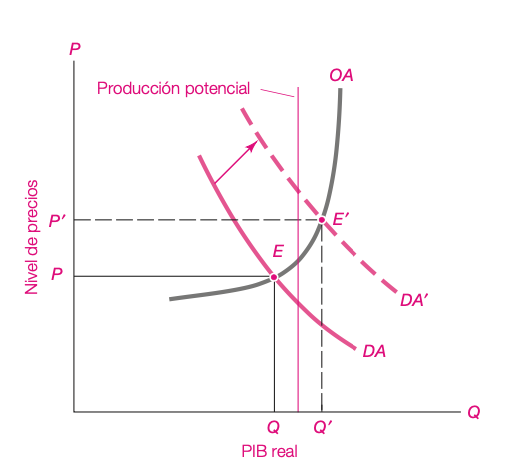 P
OA
Producción potencial
P′
E′
E
P
DA′
DA
Nivel de precios
Q
Q
Q′
PIB real